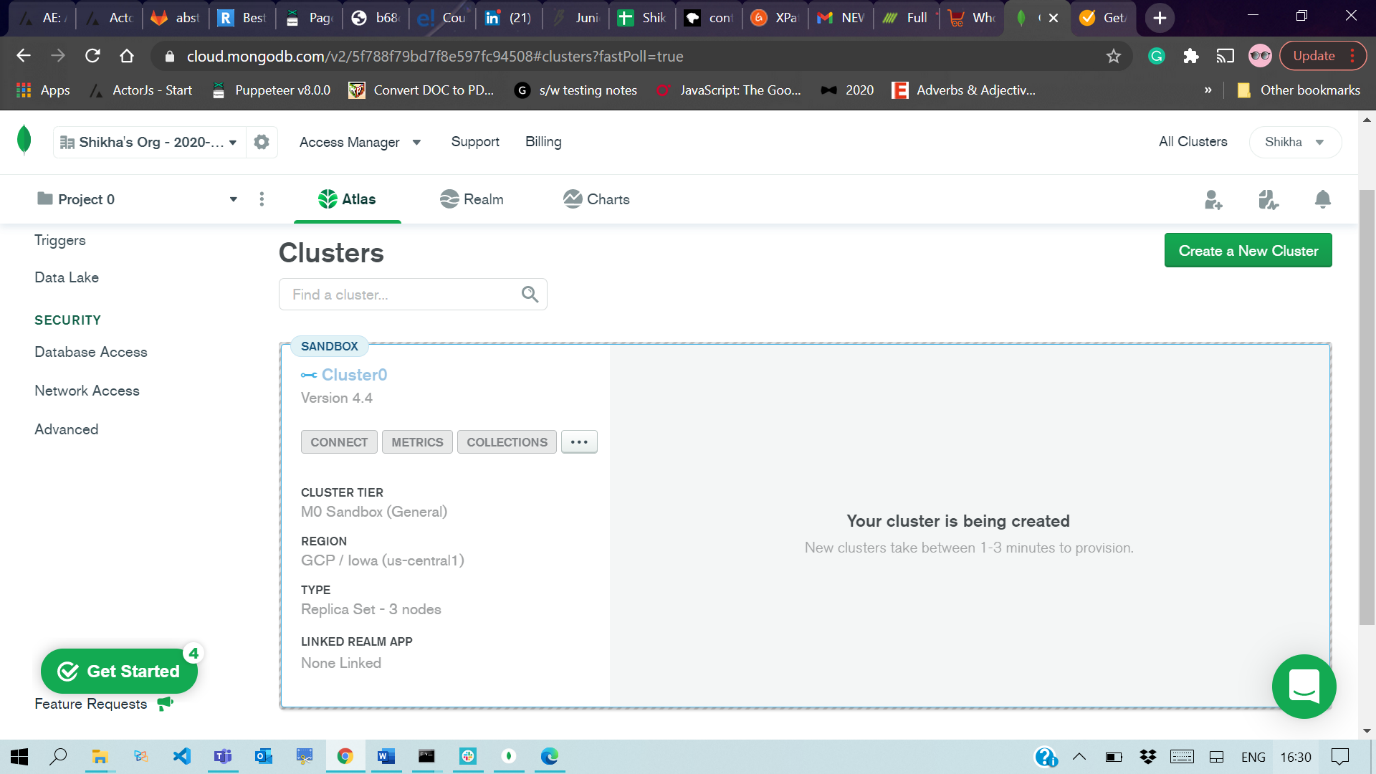 AE:
Acto
abst
Best
Page
b68
Cou
(21)
Juni
Shik
cont
XPa
NEV
Full
Who
GetA
cloud.mongodb.com/v2/5f788f79bd7f8e597fc94508#clusters?fastPoll=true
Update
Apps
ActorJs - Start
Puppeteer v8.0.0
Convert DOC to PD...
s/w testing notes
JavaScript: The Goo...
2020
Adverbs & Adjectiv...
»
Other bookmarks
Shikha's Org - 2020-...
Access Manager
Support
Billing
All Clusters
Shikha
Project 0
Atlas
Realm
Charts
Triggers
Data Lake
SECURITY
Database Access
Network Access
Advanced
Get Started
4
Feature Requests
Clusters
Create a New Cluster
Find a cluster...
SANDBOX
Cluster0
Version 4.4
CONNECT
METRICS
COLLECTIONS
...
CLUSTER TIER
M0 Sandbox (General)
REGION
GCP / Iowa (us-central1)
TYPE
Replica Set - 3 nodes
LINKED REALM APP
None Linked
Your cluster is being created
New clusters take between 1-3 minutes to provision.
ENG
16:30